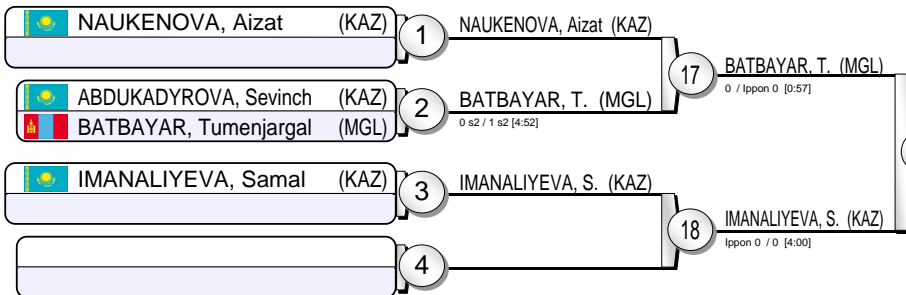 NAUKENOVA, Aizat (KAZ)
1
NAUKENOVA, Aizat (KAZ)
17
BATBAYAR, T. (MGL)
0 / Ippon 0 [0:57]
ABDUKADYROVA, Sevinch (KAZ)
BATBAYAR, Tumenjargal (MGL)
2
BATBAYAR, T. (MGL)
0 s2 / 1 s2 [4:52]
IMANALIYEVA, Samal (KAZ)
3
IMANALIYEVA, S. (KAZ)
18
IMANALIYEVA, S. (KAZ)
Ippon 0 / 0 [4:00]
4